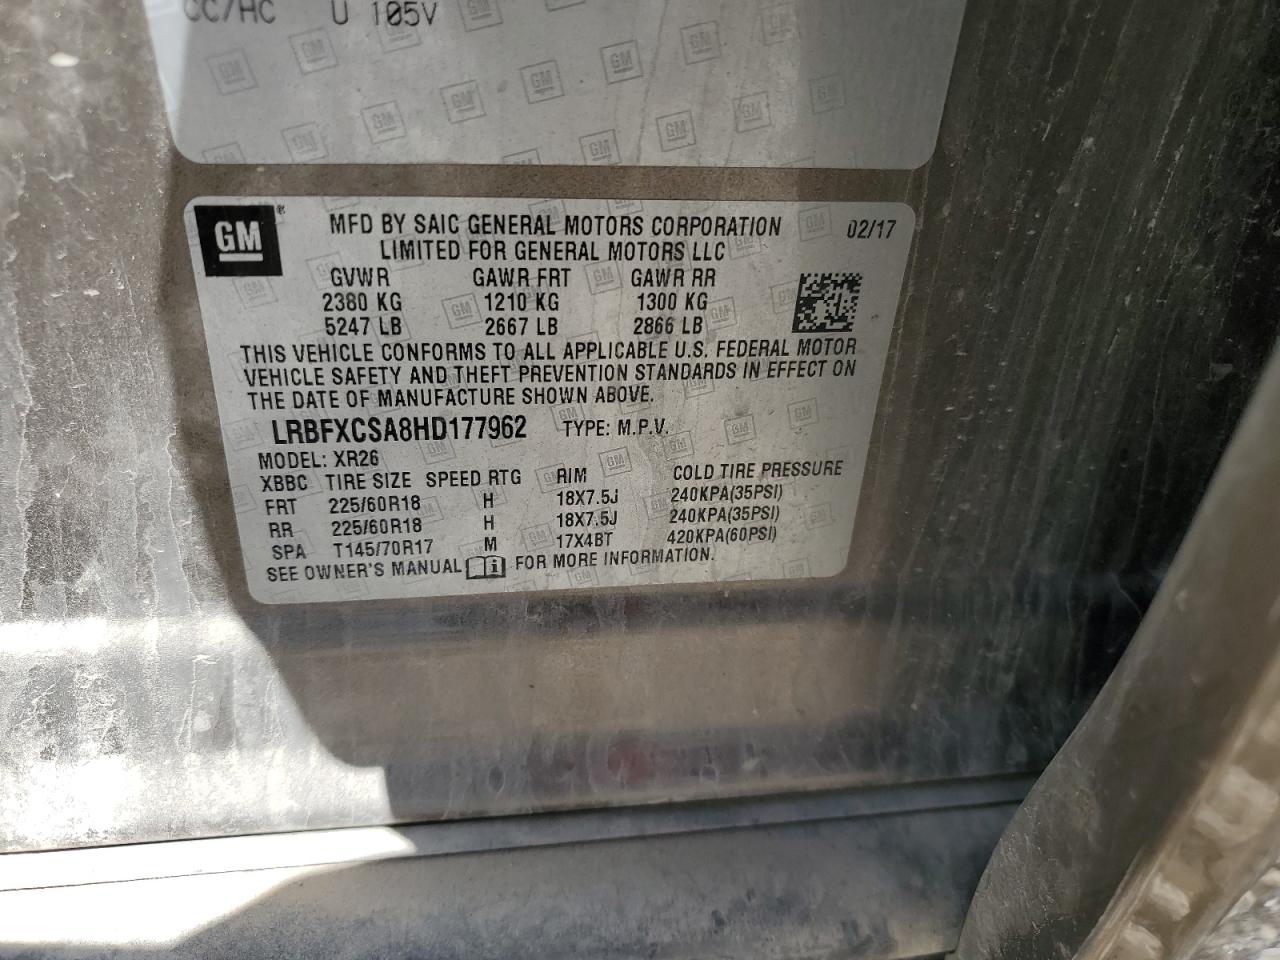 CC/HC U 105V
GM
MFD BY SAIC GENERAL MOTORS CORPORATION 02/17
LIMITED FOR GENERAL MOTORS LLC
GVWR GAWR FRT GAWR RR
2380 KG 1210 KG 1300 KG
5247 LB 2667 LB 2866 LB
THIS VEHICLE CONFORMS TO ALL APPLICABLE U.S. FEDERAL MOTOR
VEHICLE SAFETY AND THEFT PREVENTION STANDARDS IN EFFECT ON
THE DATE OF MANUFACTURE SHOWN ABOVE.
LRBFXCSA8HD177962 TYPE: M.P.V.
MODEL: XR26
XBBC TIRE SIZE SPEED RTG RIM COLD TIRE PRESSURE
FRT 225/60R18 H 18X7.5J 240KPA(35PSI)
RR 225/60R18 H 18X7.5J 240KPA(35PSI)
SPA T145/70R17 M 17X4BT 420KPA(60PSI)
SEE OWNER'S MANUAL i FOR MORE INFORMATION.